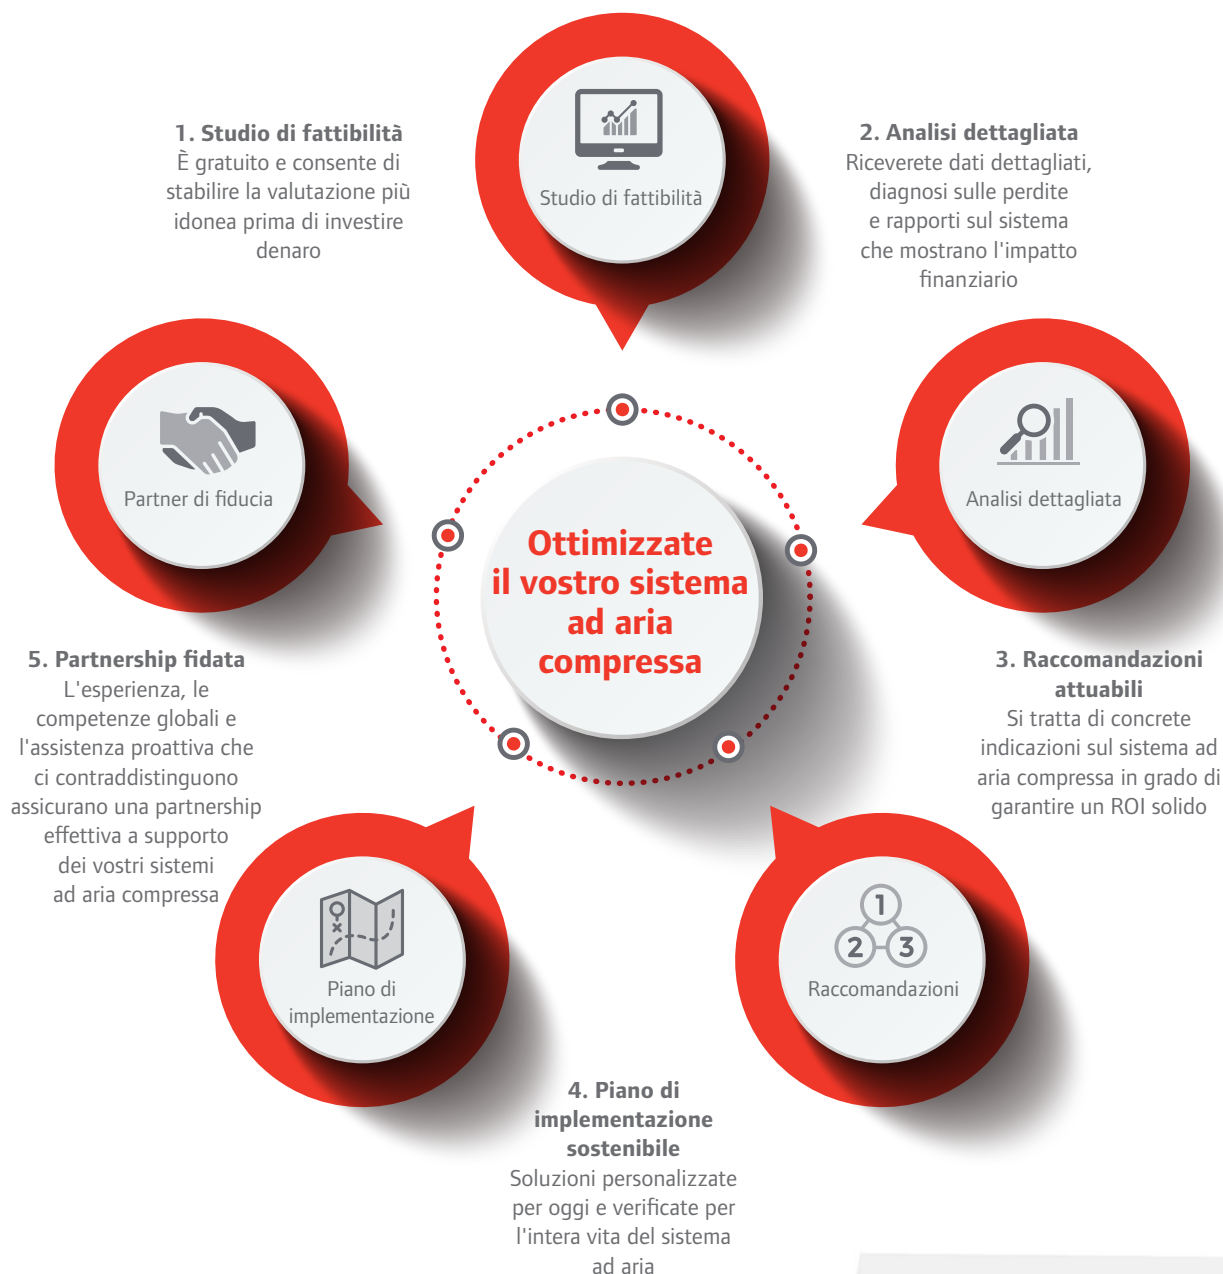 1. Studio di fattibilità
È gratuito e consente di
stabilire la valutazione più
idonea prima di investire
denaro
Studio di fattibilità
2. Analisi dettagliata
Riceverete dati dettagliati,
diagnosi sulle perdite
e rapporti sul sistema
che mostrano l'impatto
finanziario
Partner di fiducia
Analisi dettagliata
Ottimizzate
il vostro sistema
ad aria
compressa
5. Partnership fidata
L'esperienza, le
competenze globali e
l'assistenza proattiva che
ci contraddistinguono
assicurano una partnership
effettiva a supporto
dei vostri sistemi
ad aria compressa
3. Raccomandazioni
attuabili
Si tratta di concrete
indicazioni sul sistema ad
aria compressa in grado di
garantire un ROI solido
Piano di
implementazione
1
2 3
Raccomandazioni
4. Piano di
implementazione
sostenibile
Soluzioni personalizzate
per oggi e verificate per
l'intera vita del sistema
ad aria